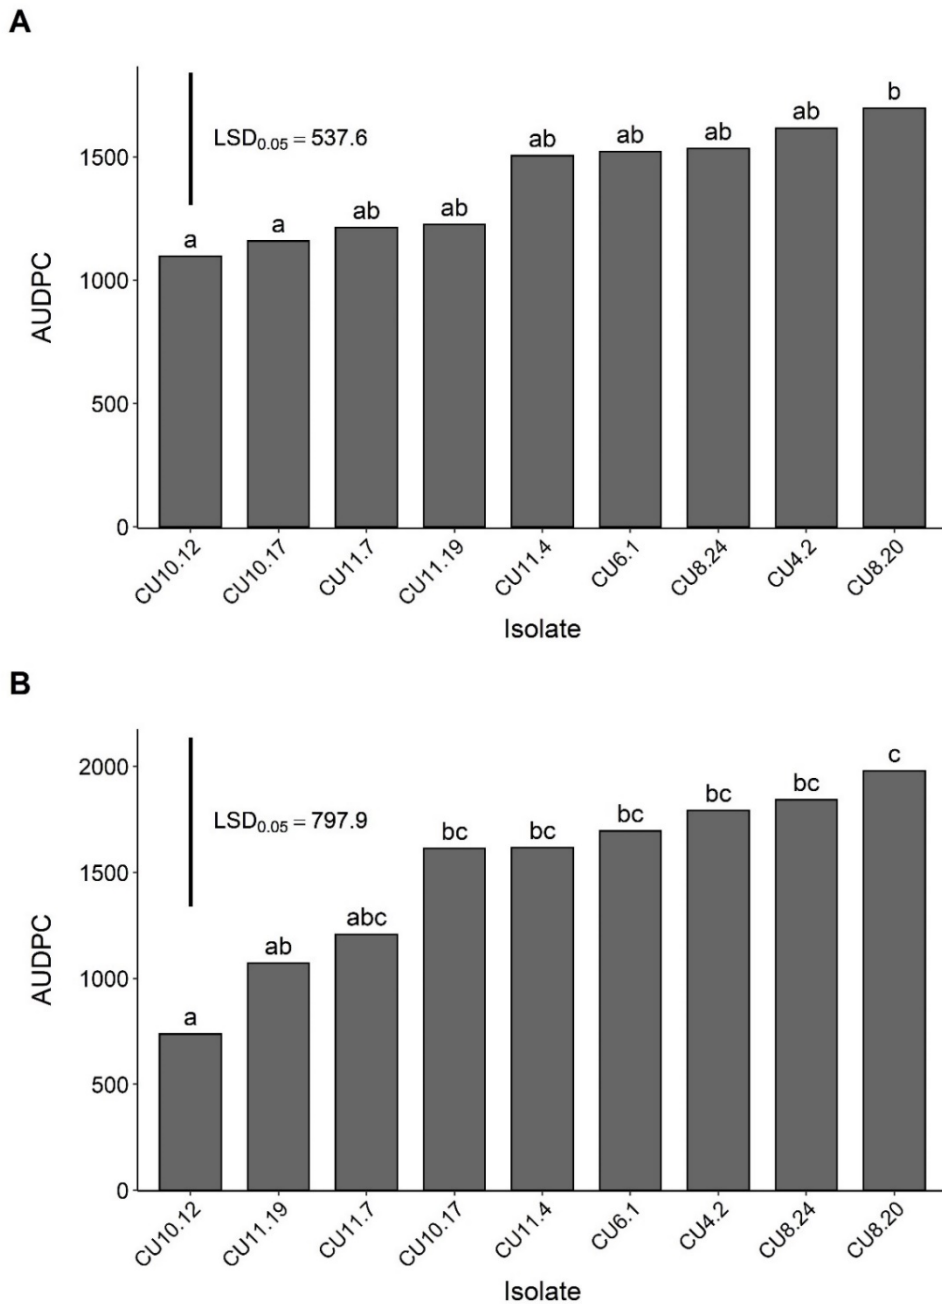 A
LSD0.05 = 537.6
a
a
ab
ab
ab
ab
ab
ab
b
1500
1000
500
0
AUDPC
CU10.12
CU10.17
CU11.7
CU11.19
CU11.4
CU6.1
CU8.24
CU4.2
CU8.20
Isolate
B
LSD0.05 = 797.9
a
ab
abc
bc
bc
bc
bc
bc
c
2000
1500
1000
500
0
AUDPC
CU10.12
CU11.19
CU11.7
CU10.17
CU11.4
CU6.1
CU4.2
CU8.24
CU8.20
Isolate